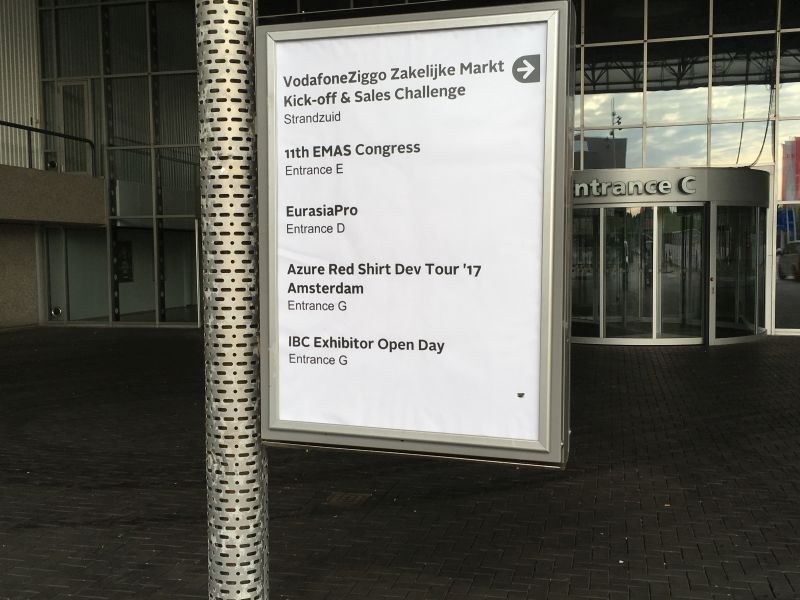 VodafoneZiggo Zakelijke Markt
Kick-off & Sales Challenge
Strandzuid
11th EMAS Congress
Entrance E
EurasiaPro
Entrance D
Azure Red Shirt Dev Tour '17
Amsterdam
Entrance G
IBC Exhibitor Open Day
Entrance G
ntrance C